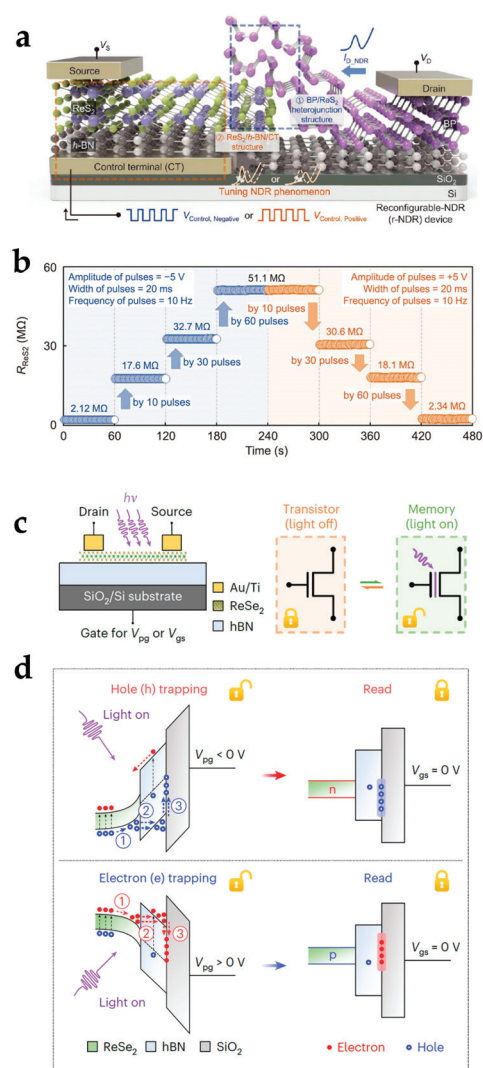 a
V_S
Source
I_D_NDR
V_D
Drain
ReS₂
① BP/ReS₂
heterojunction
structure
BP
h-BN
② ReS₂/h-BN/CT
structure
Control terminal (CT)
or
SiO₂
Tuning NDR phenomenon
Si
V_Control, Negative or V_Control, Positive
Reconfigurable-NDR
(r-NDR) device
b
R_ReS2 (MΩ)
60
30
0
Amplitude of pulses = −5 V
Width of pulses = 20 ms
Frequency of pulses = 10 Hz
51.1 MΩ
Amplitude of pulses = +5 V
Width of pulses = 20 ms
Frequency of pulses = 10 Hz
by 10 pulses
32.7 MΩ
by 60 pulses
30.6 MΩ
17.6 MΩ
by 30 pulses
by 30 pulses
18.1 MΩ
2.12 MΩ
by 10 pulses
by 60 pulses
2.34 MΩ
0 60 120 180 240 300 360 420 480
Time (s)
c
hν
Drain
Source
SiO₂/Si substrate
Gate for V_pg or V_gs
Au/Ti
ReSe₂
hBN
Transistor
(light off)
Memory
(light on)
d
Hole (h) trapping
Read
Light on
V_pg < 0 V
n
V_gs = 0 V
① ② ③
Electron (e) trapping
Read
① ② ③
V_pg > 0 V
p
V_gs = 0 V
Light on
ReSe₂ hBN SiO₂
Electron Hole